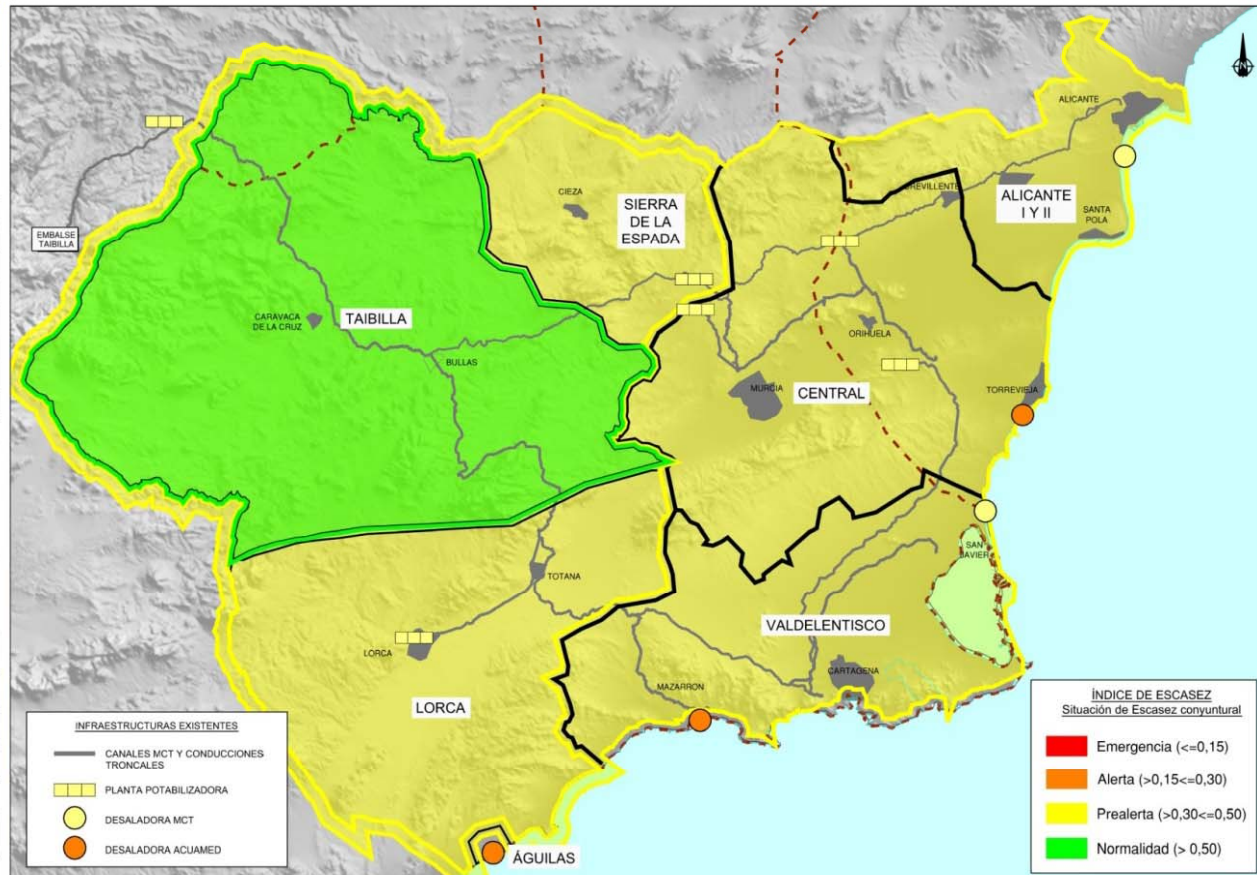 N
ALICANTE
CIEZA
SIERRA
DE LA
ESPADA
CREVILLENTE
ALICANTE
I Y II
SANTA
POLA
EMBALSE
TAIBILLA
CARAVACA
DE LA CRUZ
TAIBILLA
BULLAS
ORIHUELA
MURCIA
CENTRAL
TORREVIEJA
SAN
JAVIER
TOTANA
VALDELENTISCO
LORCA
CARTAGENA
MAZARRON
LORCA
ÁGUILAS
INFRAESTRUCTURAS EXISTENTES
CANALES MCT Y CONDUCCIONES
TRONCALES
PLANTA POTABILIZADORA
DESALADORA MCT
DESALADORA ACUAMED
ÍNDICE DE ESCASEZ
Situación de Escasez conyuntural
Emergencia (<=0,15)
Alerta (>0,15<=0,30)
Prealerta (>0,30<=0,50)
Normalidad (> 0,50)